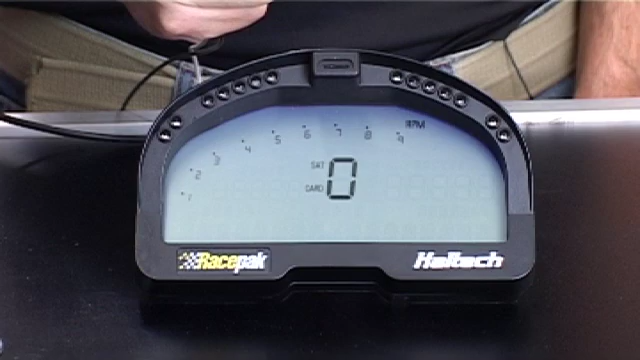 1 2 3 4 5 6 7 8 9 RPM
SAT
CARD
0
Racepak
Haltech